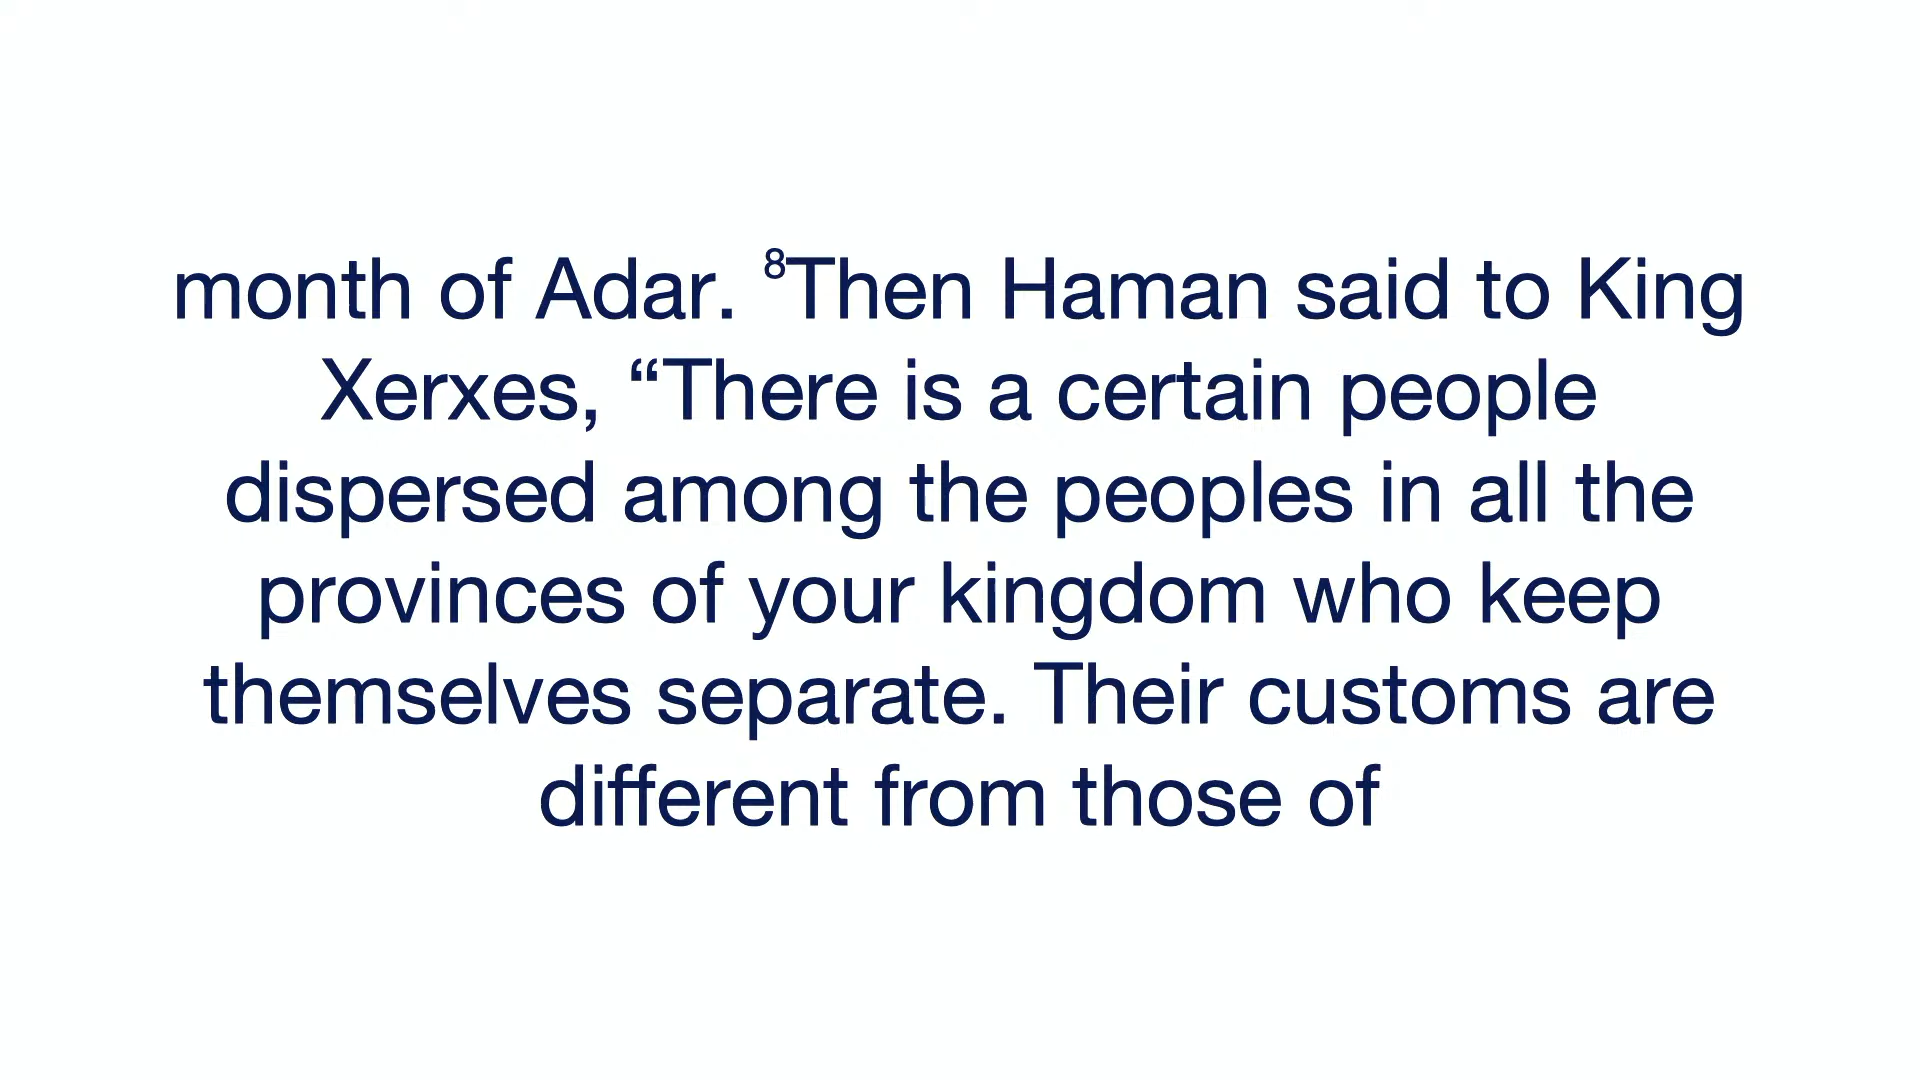 month of Adar. ⁸Then Haman said to King
Xerxes, “There is a certain people
dispersed among the peoples in all the
provinces of your kingdom who keep
themselves separate. Their customs are
different from those of